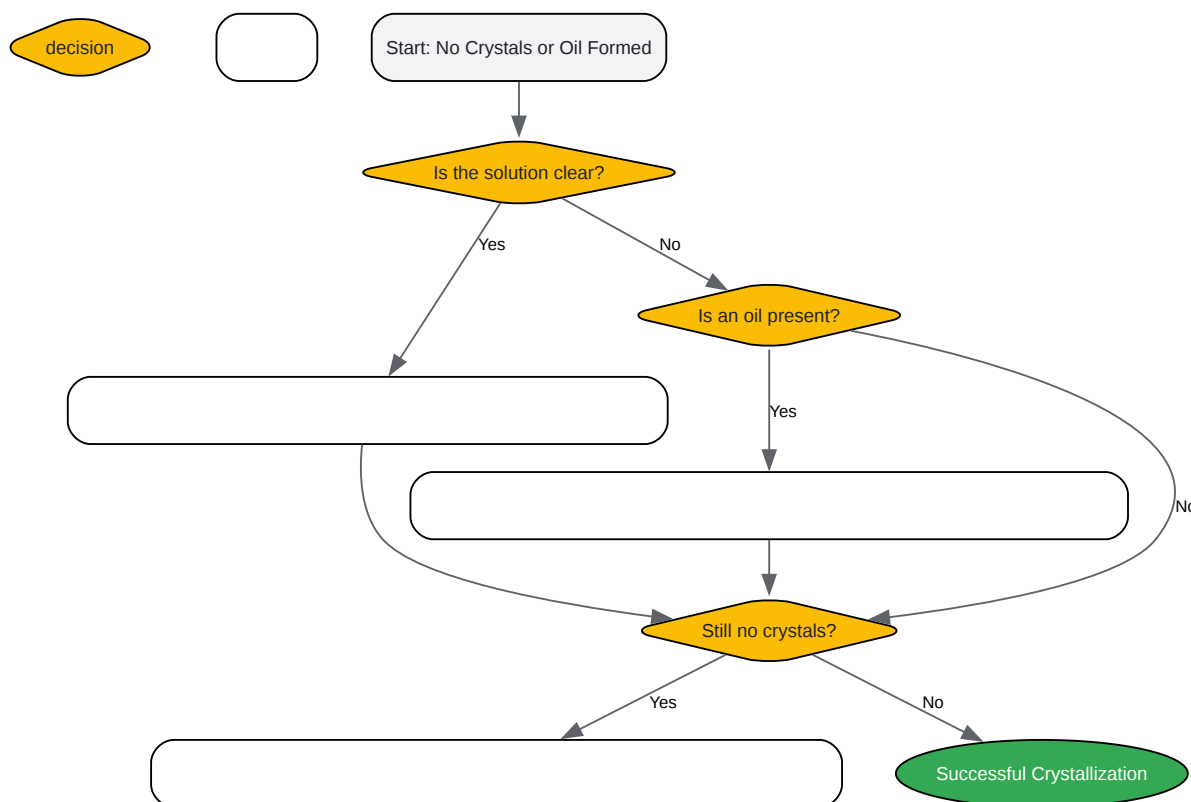 decision
Start: No Crystals or Oil Formed
Is the solution clear?
Yes
No
Is an oil present?
Yes
No
Still no crystals?
Yes
No
Successful Crystallization